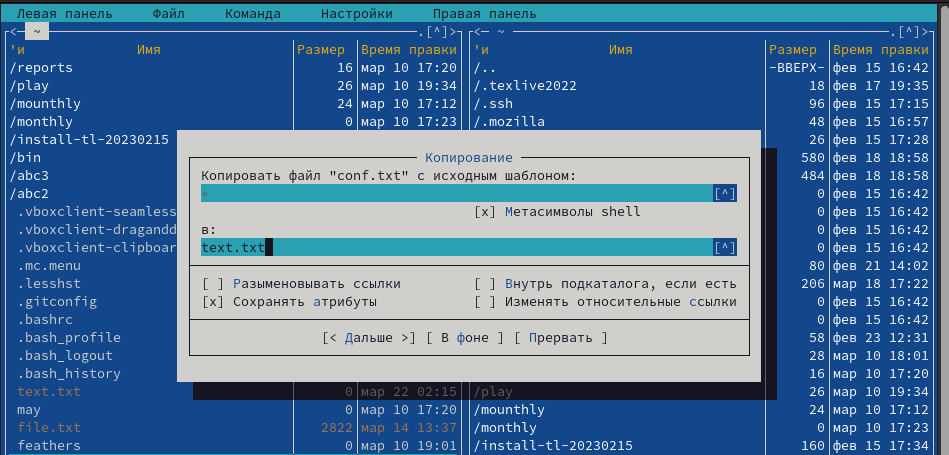 Левая панель Файл Команда Настройки Правая панель
<─ ~ .[^]> <─ ~ .[^]>
'и Имя Размер Время правки 'и Имя Размер Время правки
/reports 16 мар 10 17:20 /.. -ВВЕРХ- фев 15 16:42
/play 26 мар 10 19:34 /.texlive2022 18 фев 17 19:35
/mounthly 24 мар 10 17:12 /.ssh 96 фев 15 17:15
/monthly 0 мар 10 17:23 /.mozilla 48 фев 15 16:57
/install-tl-20230215 26 фев 15 17:28
/bin Копирование 580 фев 18 18:58
/abc3 Копировать файл "conf.txt" с исходным шаблоном: 484 фев 18 18:58
/abc2 * [^] 0 фев 15 16:42
.vboxclient-seamless [x] Метасимволы shell 0 фев 15 16:42
.vboxclient-dragandd в: 0 фев 15 16:42
.vboxclient-clipboar text.txt [^] 0 фев 15 16:42
.mc.menu 80 фев 21 14:02
.lesshst [ ] Разыменовывать ссылки [ ] Внутрь подкаталога, если есть 206 мар 18 17:22
.gitconfig [x] Сохранять атрибуты [ ] Изменять относительные ссылки 0 фев 15 16:42
.bashrc 0 фев 15 16:42
.bash_profile [< Дальше >] [ В фоне ] [ Прервать ] 58 фев 23 12:31
.bash_logout 28 мар 10 18:01
.bash_history 16 мар 10 17:20
text.txt 0 мар 22 02:15 /play 26 мар 10 19:34
may 0 мар 10 17:20 /mounthly 24 мар 10 17:12
file.txt 2822 мар 14 13:37 /monthly 0 мар 10 17:23
feathers 0 мар 10 19:01 /install-tl-20230215 160 фев 15 17:34